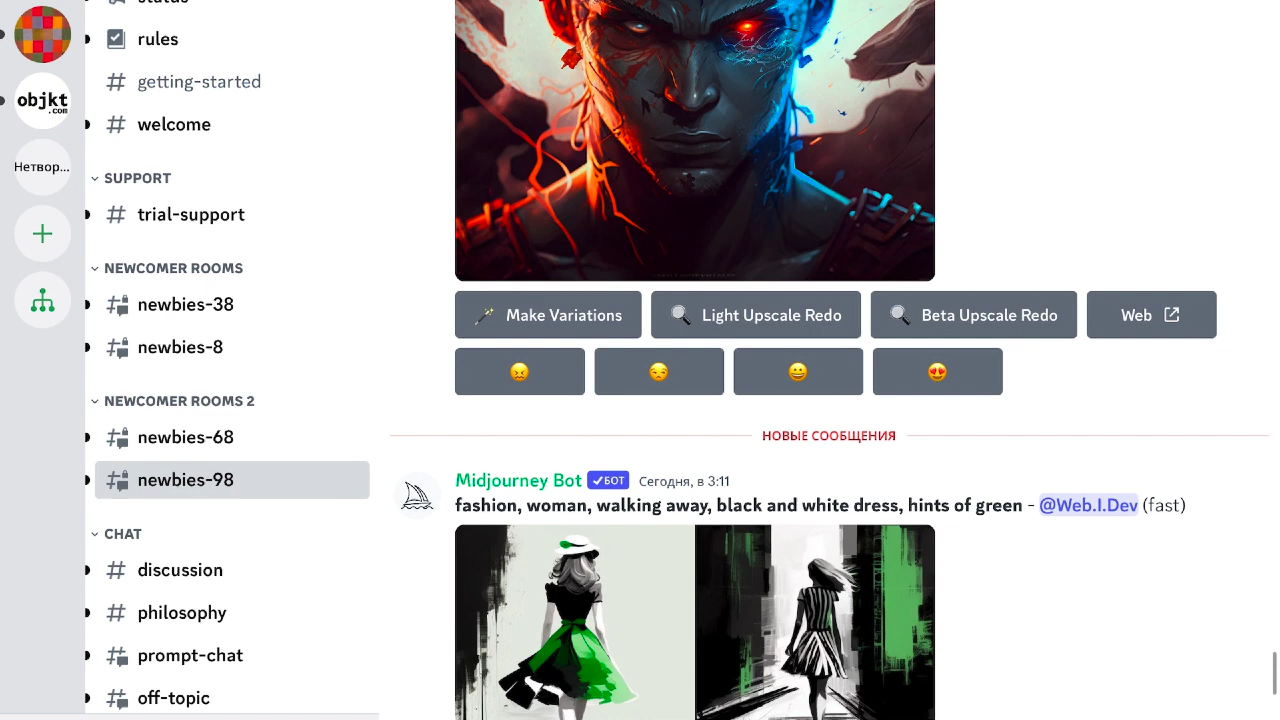 status
rules
getting-started
welcome
SUPPORT
trial-support
NEWCOMER ROOMS
newbies-38
newbies-8
NEWCOMER ROOMS 2
newbies-68
newbies-98
CHAT
discussion
philosophy
prompt-chat
off-topic
objkt
.com
Нетвор...
Make Variations
Light Upscale Redo
Beta Upscale Redo
Web
НОВЫЕ СООБЩЕНИЯ
Midjourney Bot ✓БОТ Сегодня, в 3:11
fashion, woman, walking away, black and white dress, hints of green - @Web.I.Dev (fast)